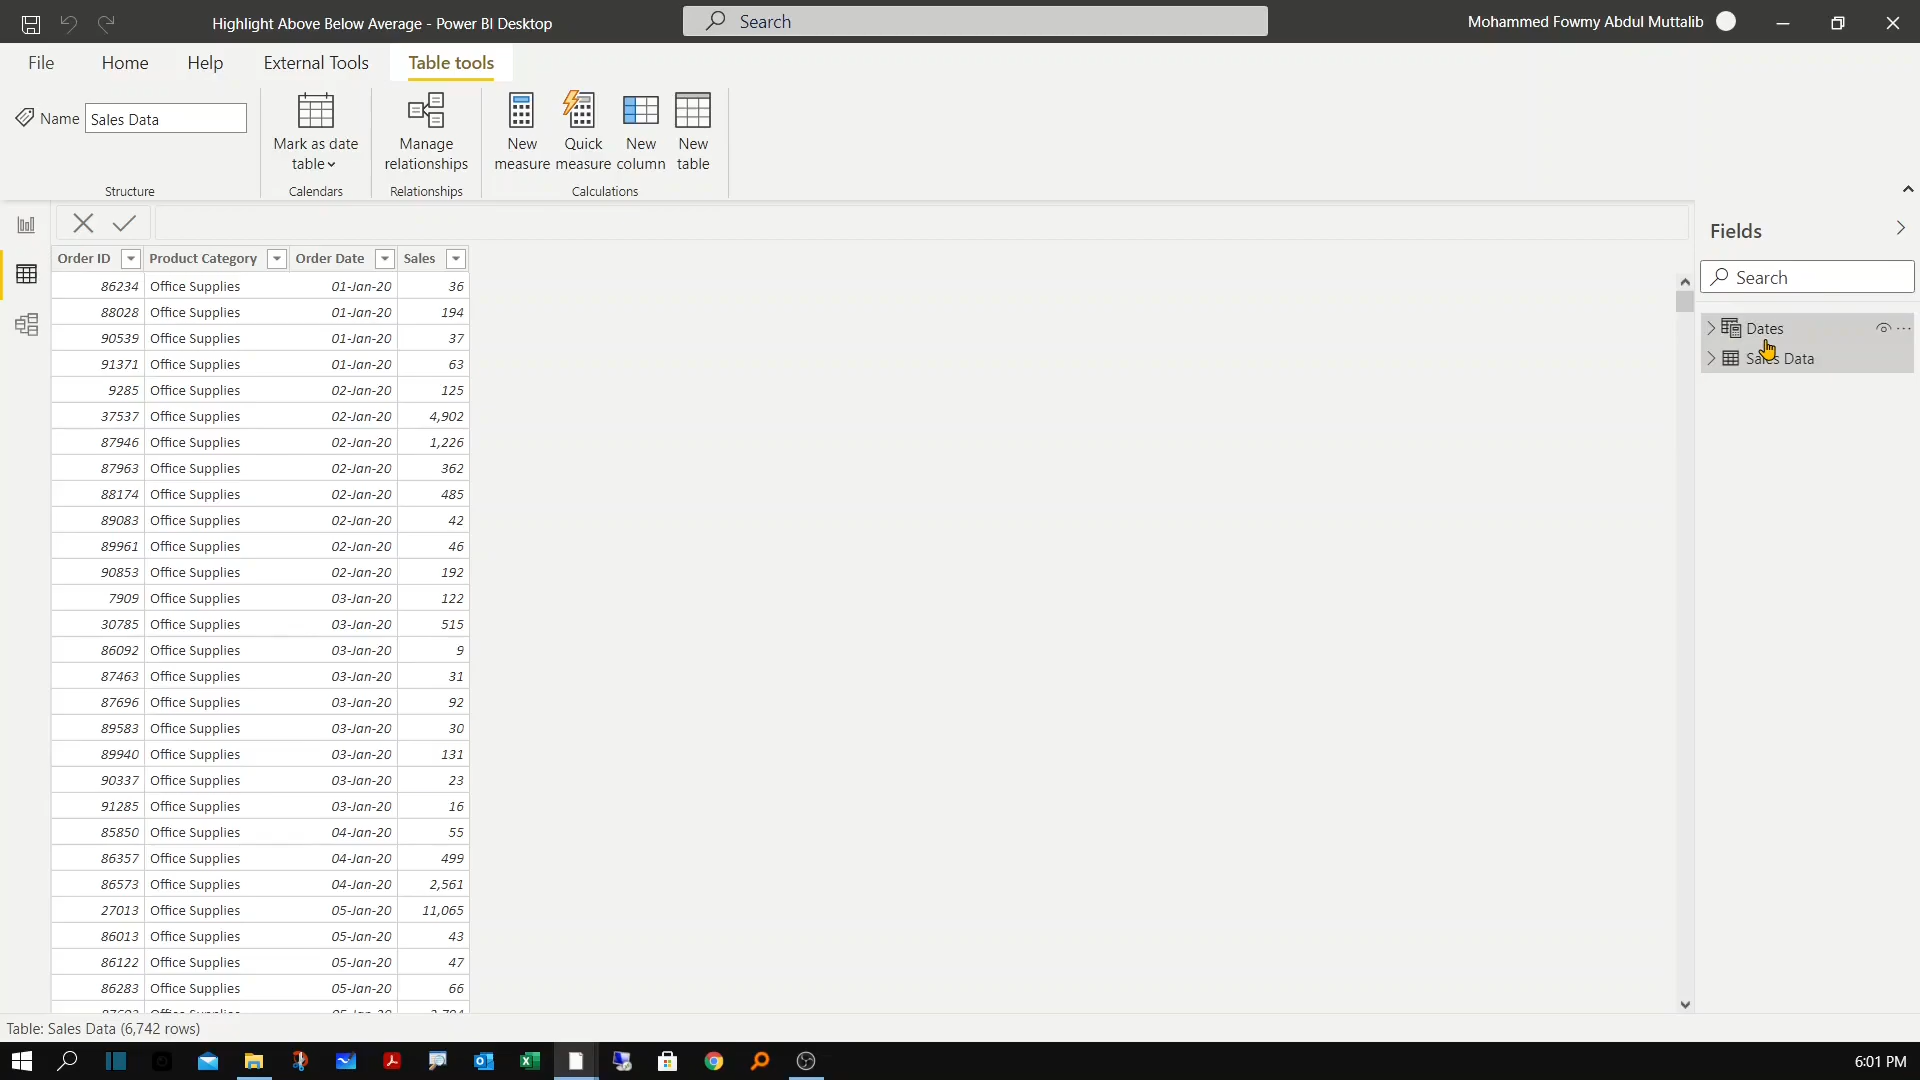 Highlight Above Below Average - Power BI Desktop
Search
Mohammed Fowmy Abdul Muttalib
File Home Help External Tools Table tools
Name Sales Data
Mark as date table
Manage relationships
New measure
Quick measure
New column
New table
Structure Calendars Relationships Calculations
Fields
Search
Dates
Sales Data
Order ID Product Category Order Date Sales
86234 Office Supplies 01-Jan-20 36
88028 Office Supplies 01-Jan-20 194
90539 Office Supplies 01-Jan-20 37
91371 Office Supplies 01-Jan-20 63
9285 Office Supplies 02-Jan-20 125
37537 Office Supplies 02-Jan-20 4,902
87946 Office Supplies 02-Jan-20 1,226
87963 Office Supplies 02-Jan-20 362
88174 Office Supplies 02-Jan-20 485
89083 Office Supplies 02-Jan-20 42
89961 Office Supplies 02-Jan-20 46
90853 Office Supplies 02-Jan-20 192
7909 Office Supplies 03-Jan-20 122
30785 Office Supplies 03-Jan-20 515
86092 Office Supplies 03-Jan-20 9
87463 Office Supplies 03-Jan-20 31
87696 Office Supplies 03-Jan-20 92
89583 Office Supplies 03-Jan-20 30
89940 Office Supplies 03-Jan-20 131
90337 Office Supplies 03-Jan-20 23
91285 Office Supplies 03-Jan-20 16
85850 Office Supplies 04-Jan-20 55
86357 Office Supplies 04-Jan-20 499
86573 Office Supplies 04-Jan-20 2,561
27013 Office Supplies 05-Jan-20 11,065
86013 Office Supplies 05-Jan-20 43
86122 Office Supplies 05-Jan-20 47
86283 Office Supplies 05-Jan-20 66
Table: Sales Data (6,742 rows)
6:01 PM